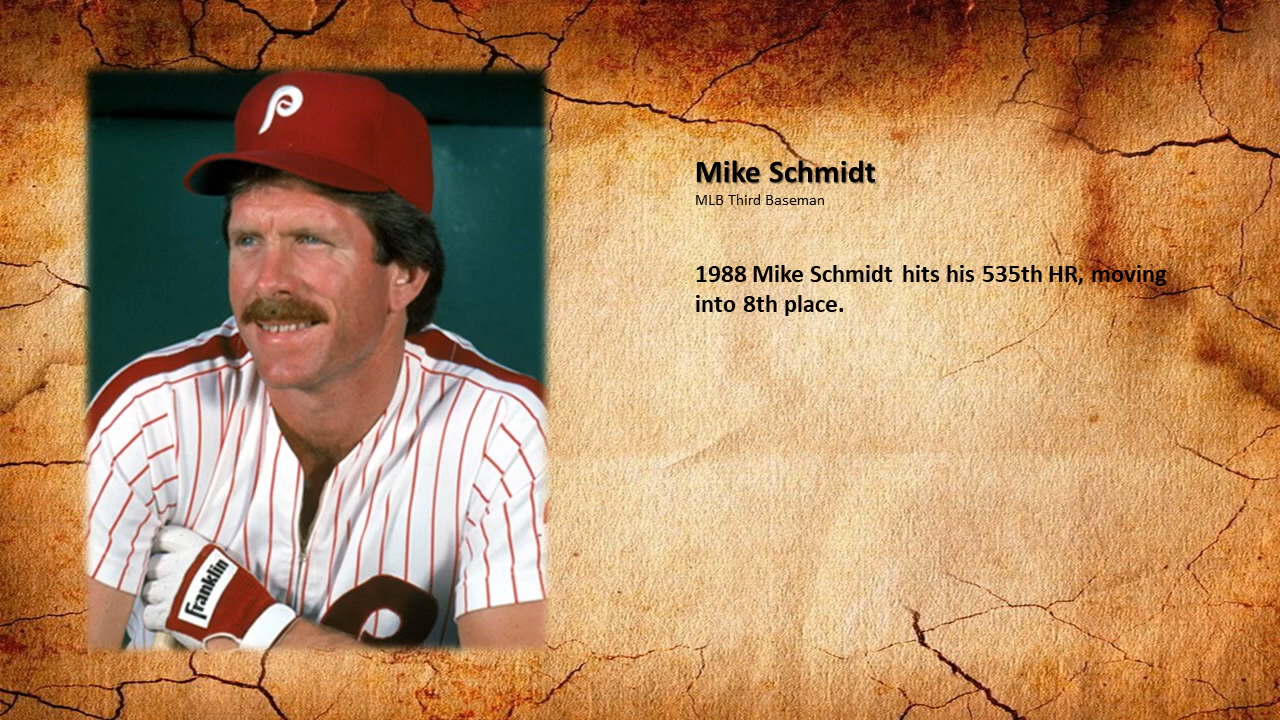 P
Mike Schmidt
MLB Third Baseman
1988 Mike Schmidt hits his 535th HR, moving
into 8th place.
Franklin
P